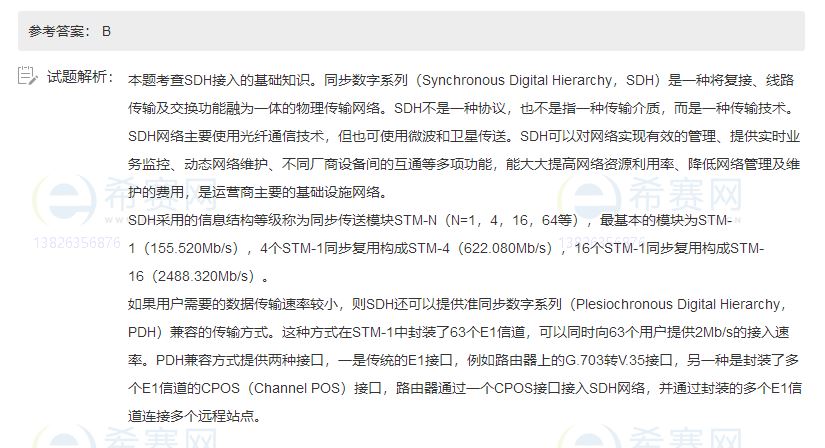 参考答案： B
试题解析： 本题考查SDH接入的基础知识。同步数字系列（Synchronous Digital Hierarchy，SDH）是一种将复接、线路
传输及交换功能融为一体的物理传输网络。SDH不是一种协议，也不是指一种传输介质，而是一种传输技术。
SDH网络主要使用光纤通信技术，但也可使用微波和卫星传送。SDH可以对网络实现有效的管理、提供实时业
务监控、动态网络维护、不同厂商设备间的互通等多项功能，能大大提高网络资源利用率、降低网络管理及维
护的费用，是运营商主要的基础设施网络。
SDH采用的信息结构等级称为同步传送模块STM-N（N=1，4，16，64等），最基本的模块为STM-
1（155.520Mb/s），4个STM-1同步复用构成STM-4（622.080Mb/s），16个STM-1同步复用构成STM-
16（2488.320Mb/s）。
如果用户需要的数据传输速率较小，则SDH还可以提供准同步数字系列（Plesiochronous Digital Hierarchy，
PDH）兼容的传输方式。这种方式在STM-1中封装了63个E1信道，可以同时向63个用户提供2Mb/s的接入速
率。PDH兼容方式提供两种接口，一是传统的E1接口，例如路由器上的G.703转V.35接口，另一种是封装了多
个E1信道的CPOS（Channel POS）接口，路由器通过一个CPOS接口接入SDH网络，并通过封装的多个E1信
道连接多个远程站点。
希赛网
希赛网
13826356876
13826356876
希赛网
希赛网